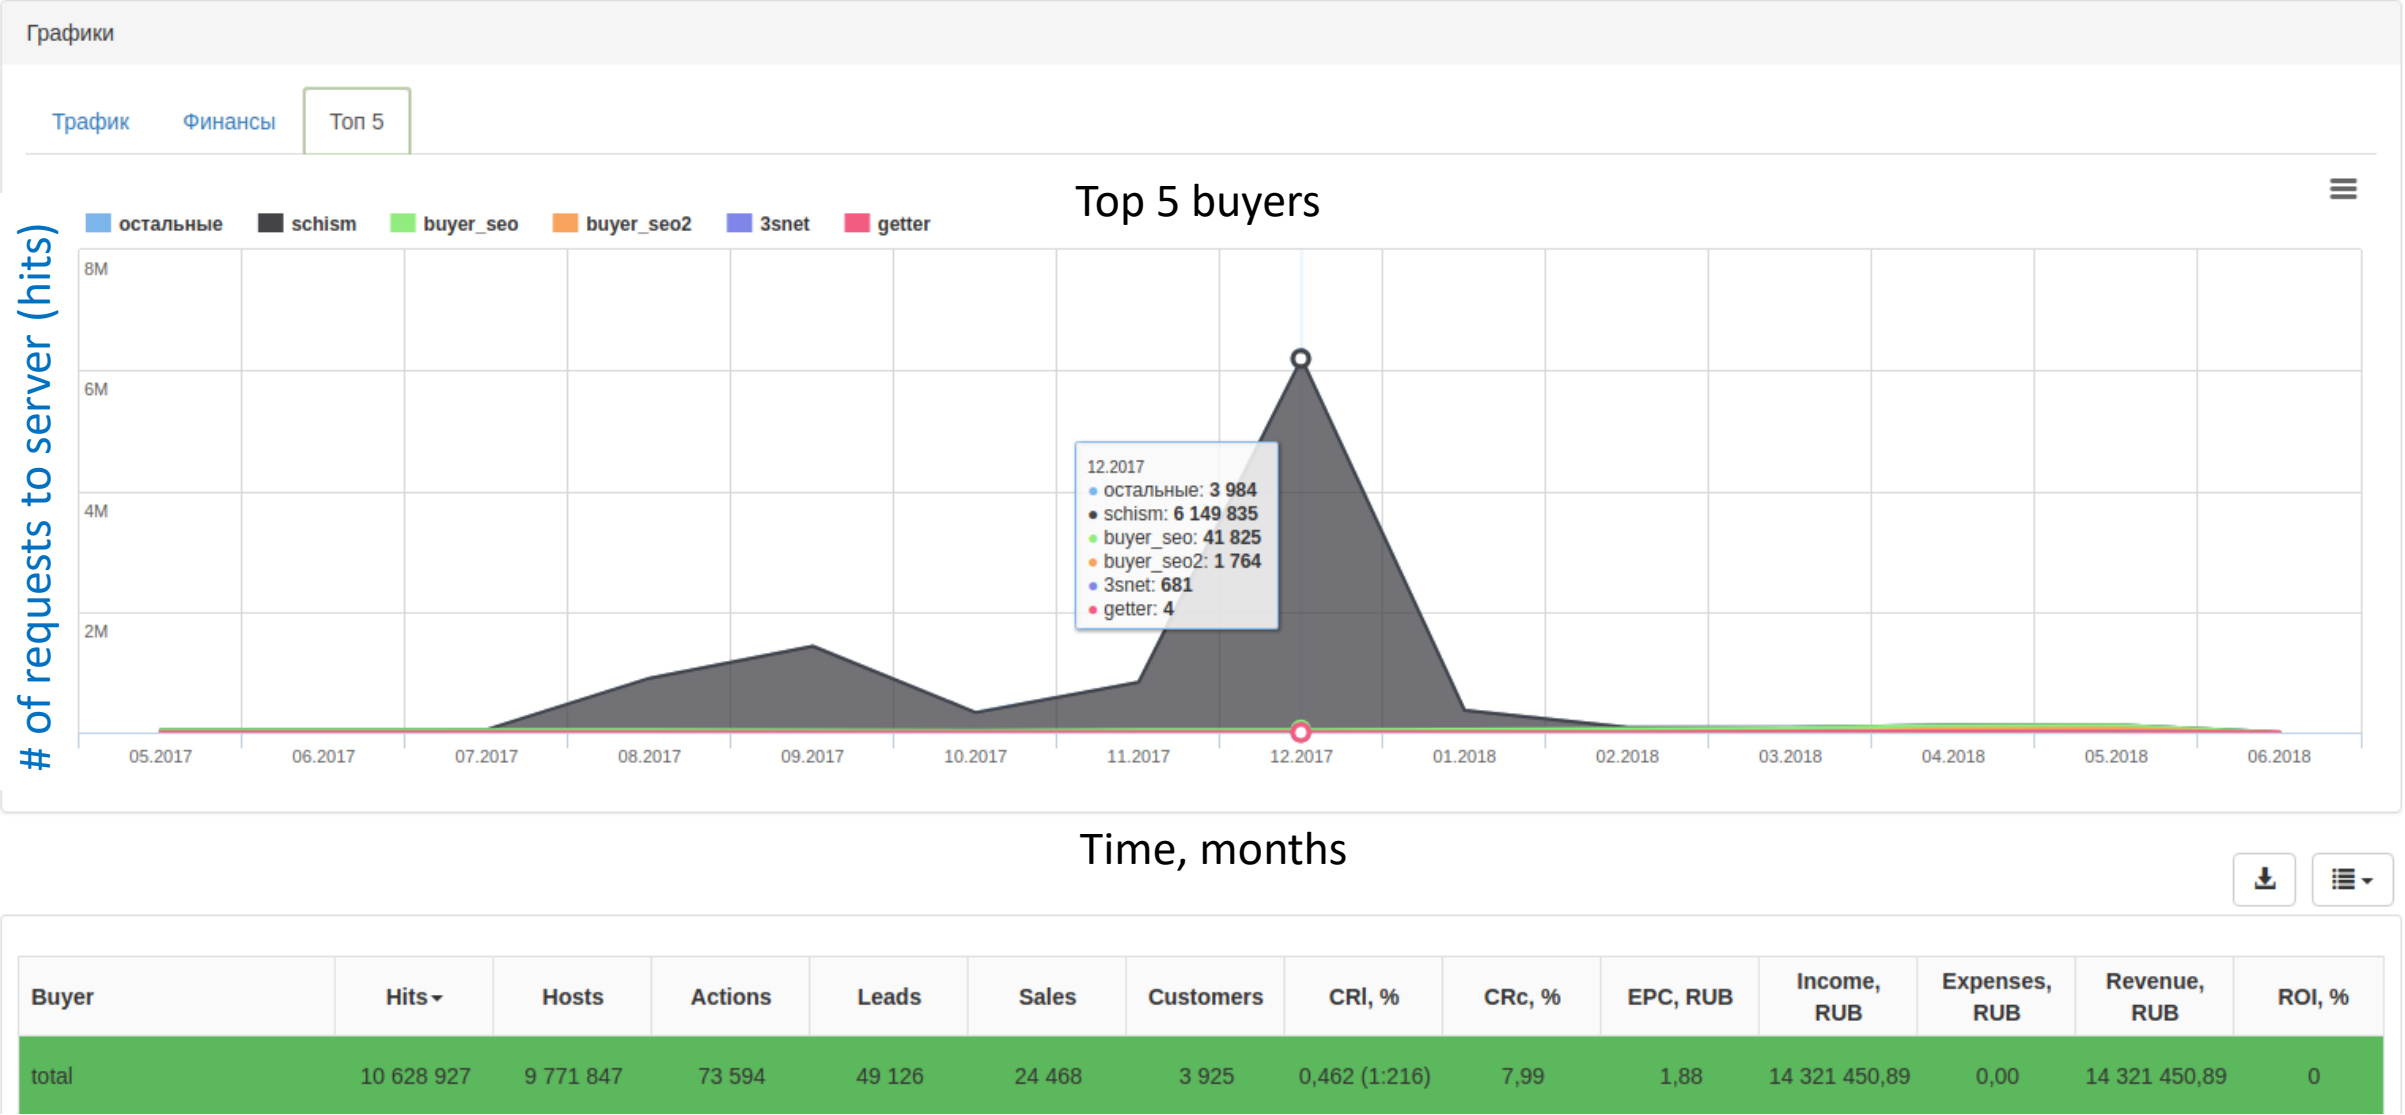 Графики
Трафик Финансы Топ 5
Top 5 buyers
остальные schism buyer_seo buyer_seo2 3snet getter
# of requests to server (hits)
8M
6M
4M
2M
12.2017
остальные: 3 984
schism: 6 149 835
buyer_seo: 41 825
buyer_seo2: 1 764
3snet: 681
getter: 4
05.2017 06.2017 07.2017 08.2017 09.2017 10.2017 11.2017 12.2017 01.2018 02.2018 03.2018 04.2018 05.2018 06.2018
Time, months
Buyer Hits Hosts Actions Leads Sales Customers CRl, % CRc, % EPC, RUB Income, RUB Expenses, RUB Revenue, RUB ROI, %
total 10 628 927 9 771 847 73 594 49 126 24 468 3 925 0,462 (1:216) 7,99 1,88 14 321 450,89 0,00 14 321 450,89 0